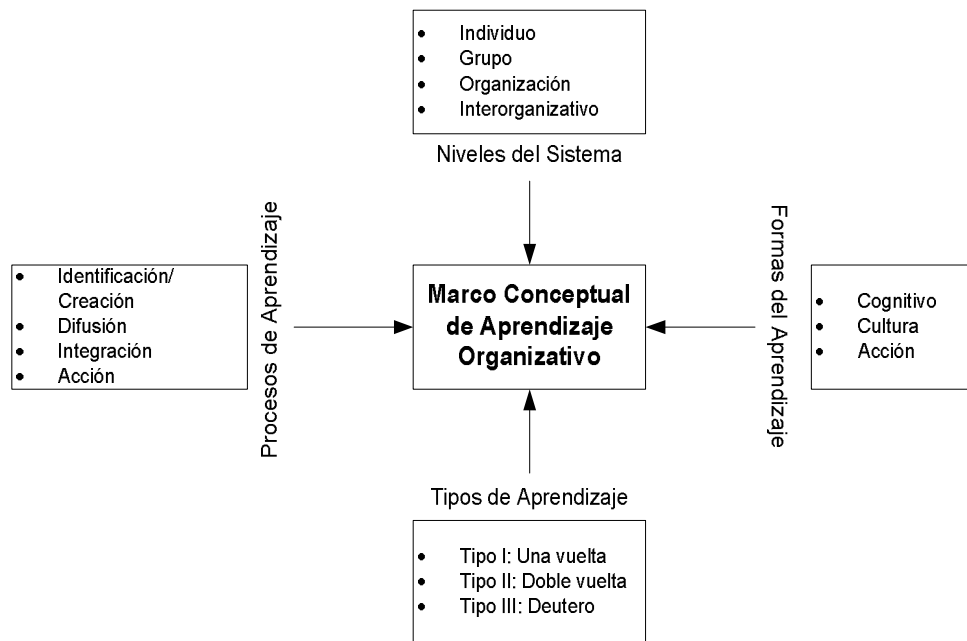 • Individuo
• Grupo
• Organización
• Interorganizativo
Niveles del Sistema
Procesos de Aprendizaje
• Identificación/
Creación
• Difusión
• Integración
• Acción
Marco Conceptual
de Aprendizaje
Organizativo
Formas del Aprendizaje
• Cognitivo
• Cultura
• Acción
Tipos de Aprendizaje
• Tipo I: Una vuelta
• Tipo II: Doble vuelta
• Tipo III: Deutero